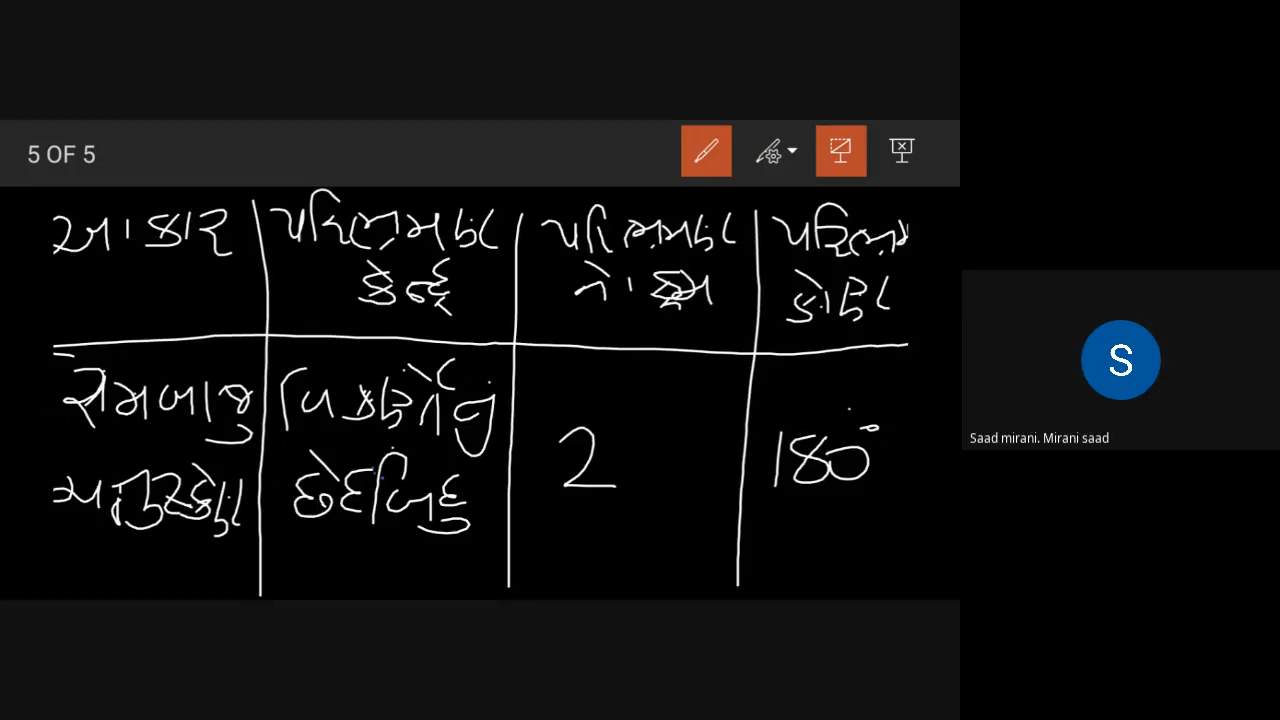 5 OF 5
આકાર
પરિભ્રમણ
કેન્દ્ર
પરિભ્રમણ
નો ક્રમ
પરિભ્રમ
કોણ
સમબાજુ
ચતુષ્કોણ
વિકર્ણોનું
છેદબિંદુ
2
180°
S
Saad mirani. Mirani saad